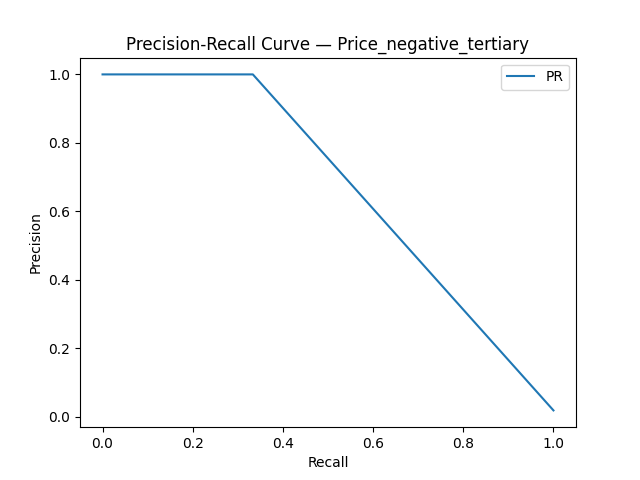 Precision-Recall Curve — Price_negative_tertiary
PR
1.0
0.8
0.6
0.4
0.2
0.0
Precision
0.0 0.2 0.4 0.6 0.8 1.0
Recall